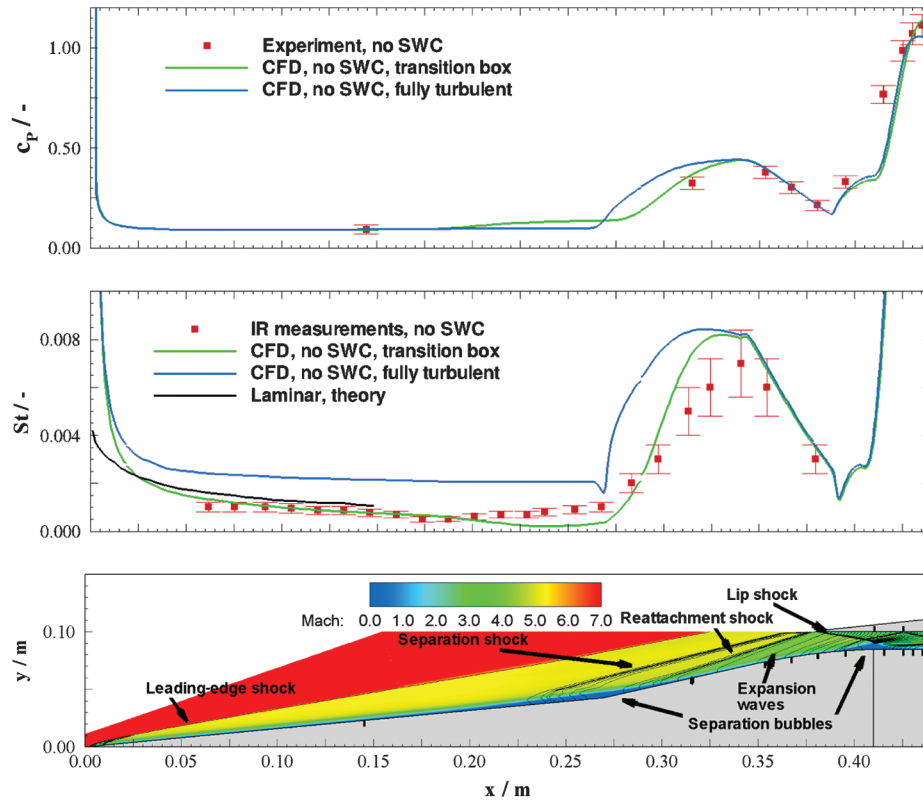 1.00
0.50
0.00
c_P / -
Experiment, no SWC
CFD, no SWC, transition box
CFD, no SWC, fully turbulent
0.008
0.004
0.000
St / -
IR measurements, no SWC
CFD, no SWC, transition box
CFD, no SWC, fully turbulent
Laminar, theory
Mach: 0.0 1.0 2.0 3.0 4.0 5.0 6.0 7.0
Lip shock
Reattachment shock
Separation shock
Leading-edge shock
Expansion
waves
Separation bubbles
0.10
0.00
y / m
0.00 0.05 0.10 0.15 0.20 0.25 0.30 0.35 0.40
x / m